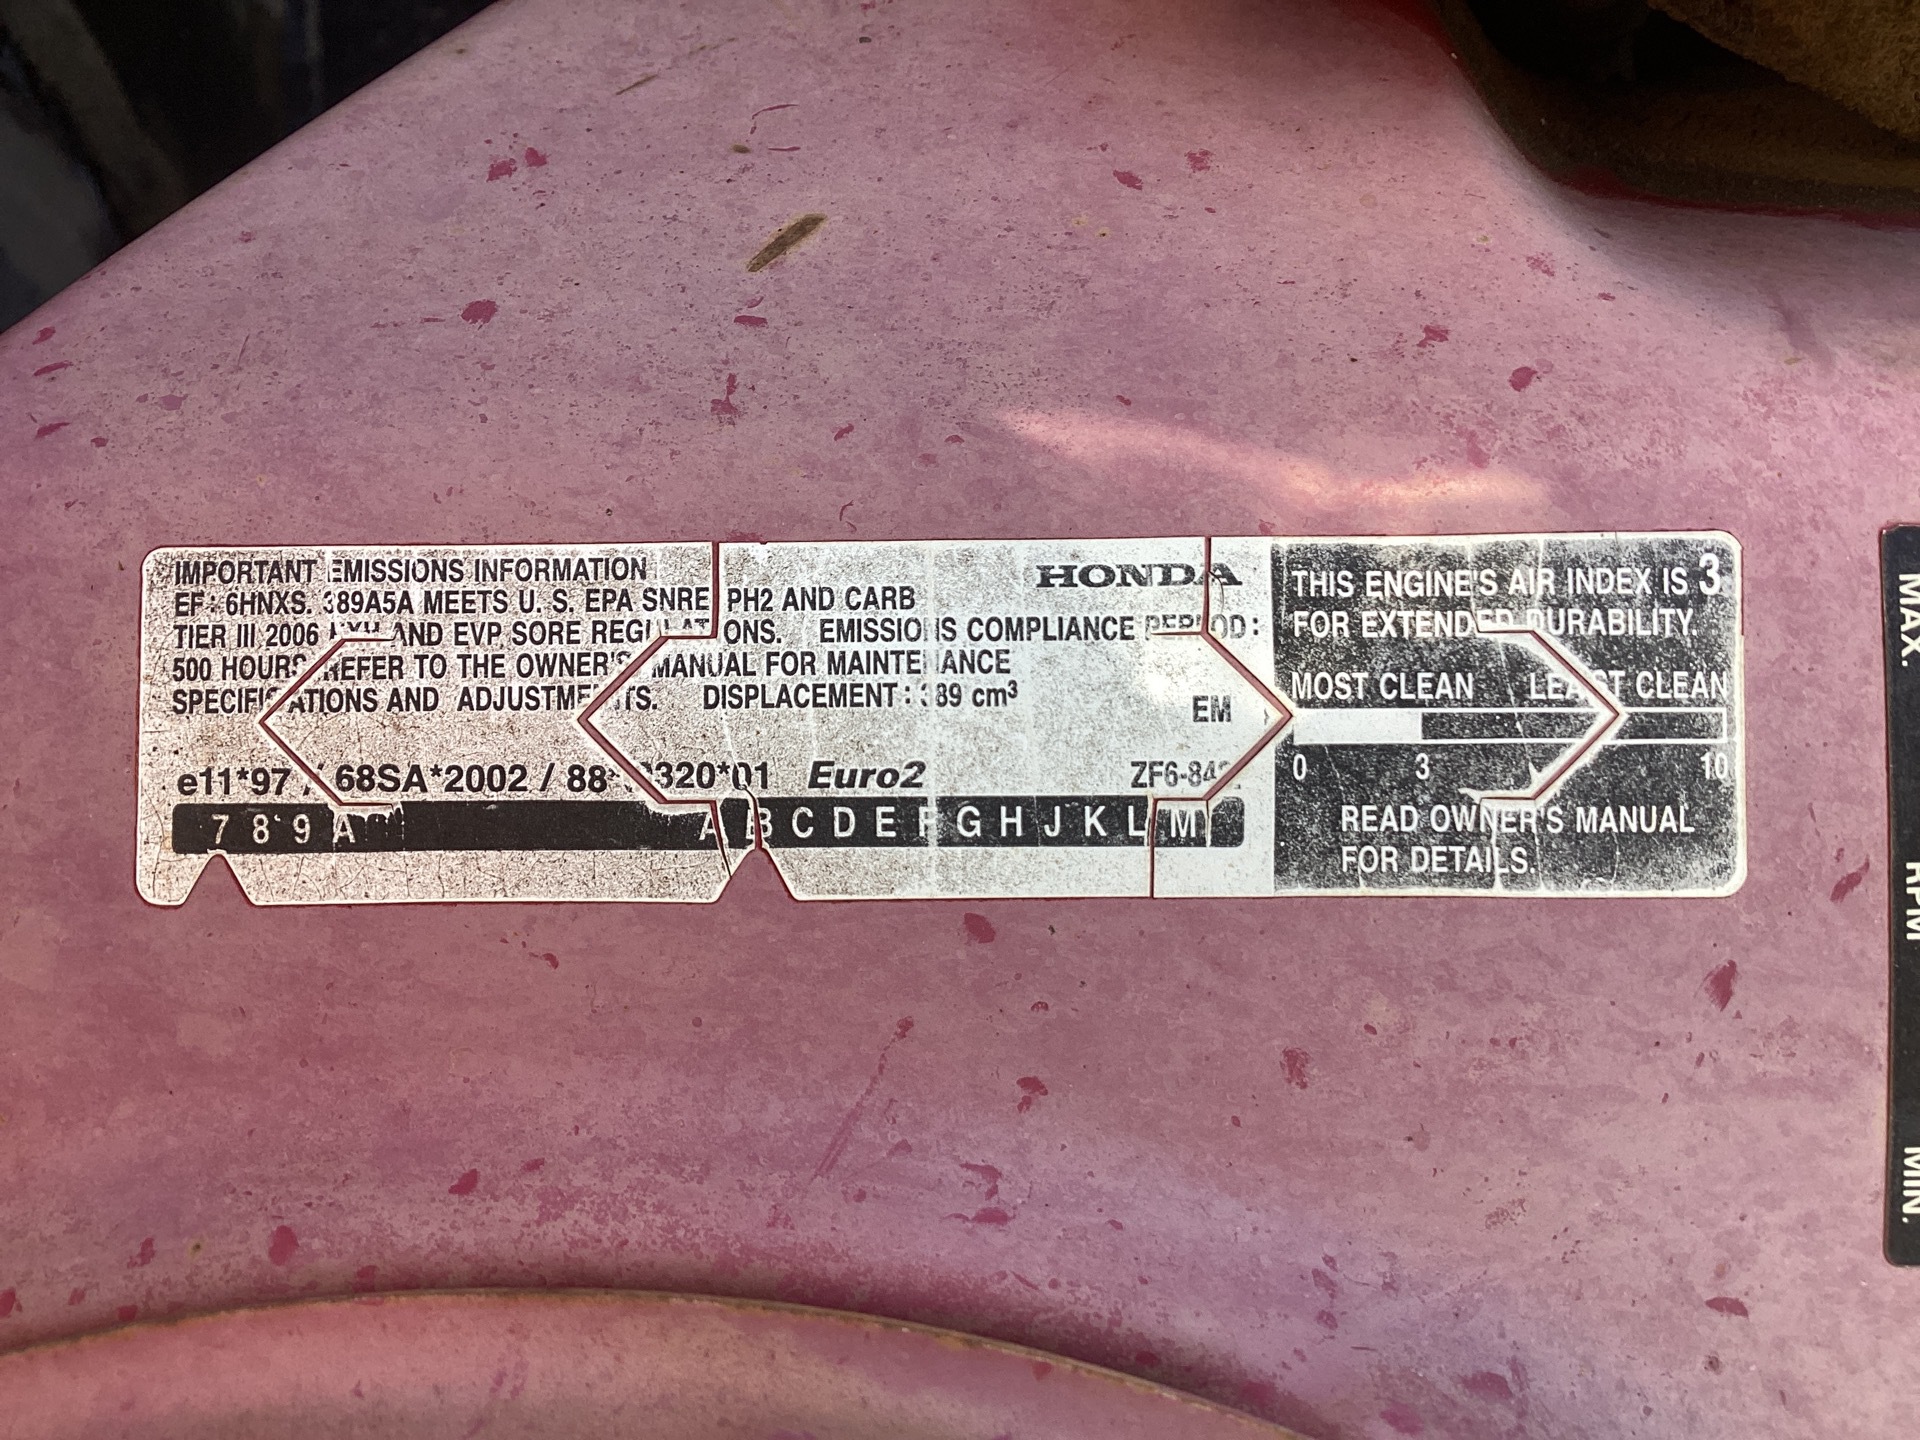 IMPORTANT EMISSIONS INFORMATION
HONDA
EF : 6HNXS. 389A5A MEETS U. S. EPA SNRE PH2 AND CARB
TIER III 2006 AND EVP SORE REGULATIONS. EMISSIONS COMPLIANCE PERIOD:
500 HOURS REFER TO THE OWNER'S MANUAL FOR MAINTENANCE
SPECIFICATIONS AND ADJUSTMENTS. DISPLACEMENT : 389 cm³
EM
e11*97 / 68SA*2002 / 88* 320*01 Euro2
7 8 9 A A B C D E F G H J K L M
THIS ENGINE'S AIR INDEX IS 3
FOR EXTENDED DURABILITY.
MOST CLEAN LEAST CLEAN
0 3 10
READ OWNER'S MANUAL
FOR DETAILS.
MAX. RPM MIN.